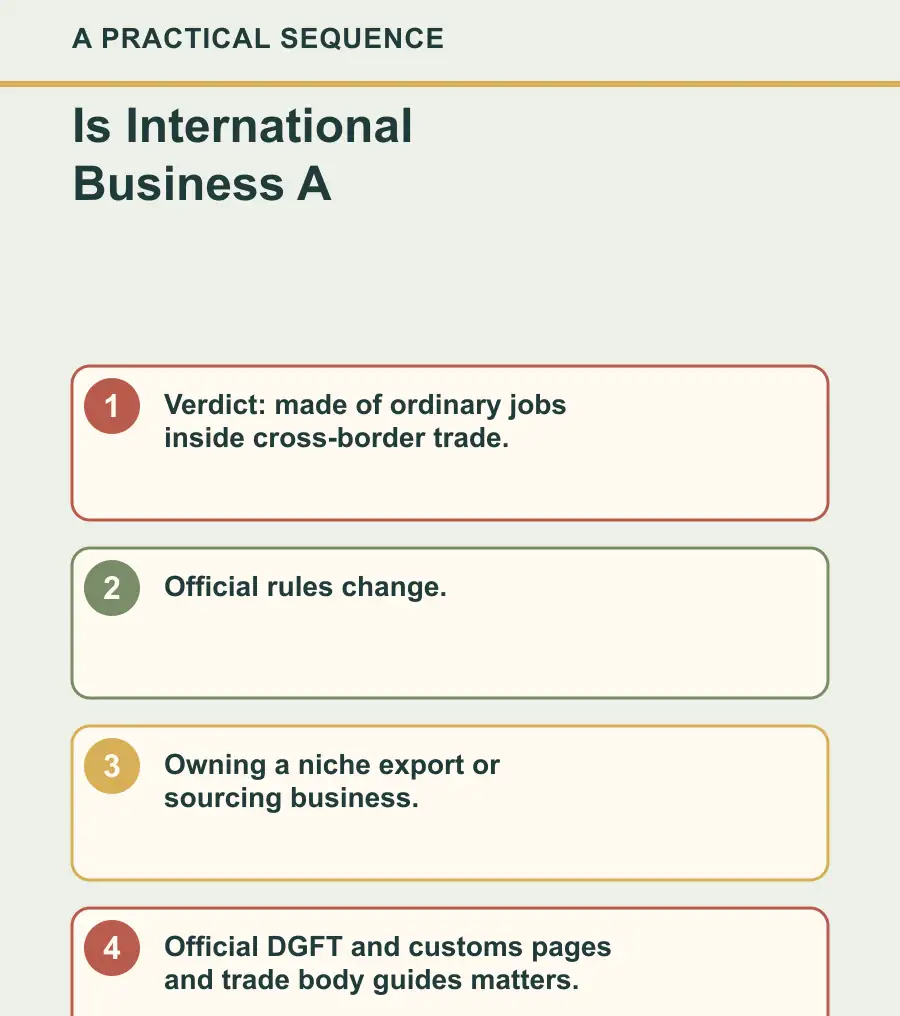 A PRACTICAL SEQUENCE
Is International
Business A
1
Verdict: made of ordinary jobs
inside cross-border trade.
2
Official rules change.
3
Owning a niche export or
sourcing business.
4
Official DGFT and customs pages
and trade body guides matters.